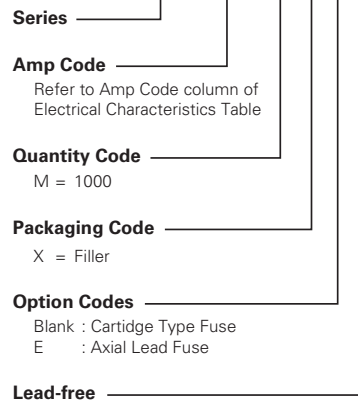 Series
Amp Code
Refer to Amp Code column of
Electrical Characteristics Table
Quantity Code
M = 1000
Packaging Code
X = Filler
Option Codes
Blank : Cartidge Type Fuse
E : Axial Lead Fuse
Lead-free